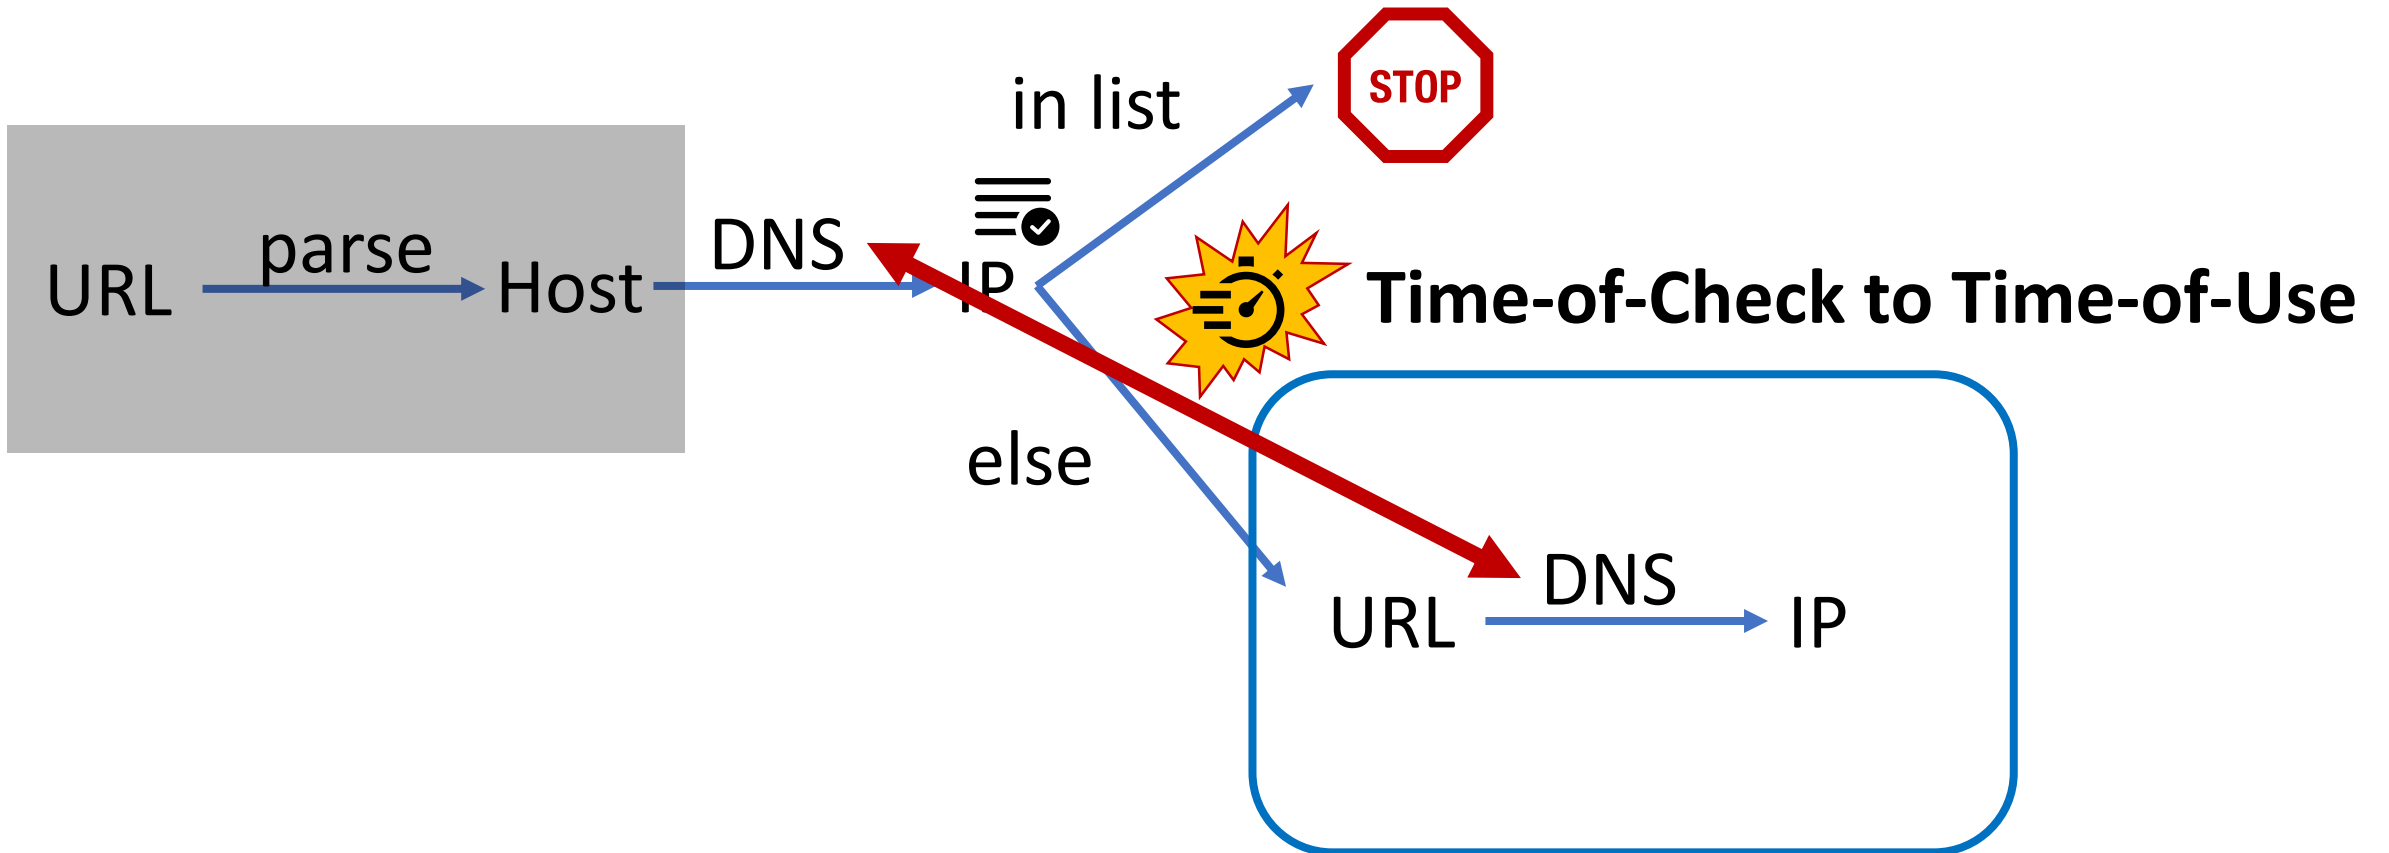 STOP
in list
DNS
parse
URL
Host
IP
Time-of-Check to Time-of-Use
else
DNS
URL
IP